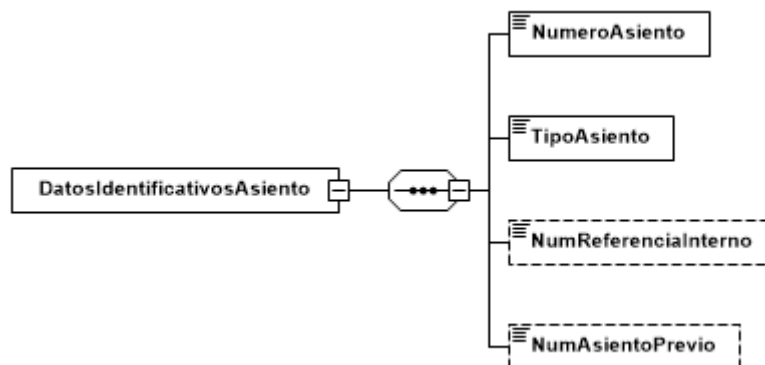 NumeroAsiento
TipoAsiento
DatosIdentificativosAsiento
NumReferenciaInterno
NumAsientoPrevio